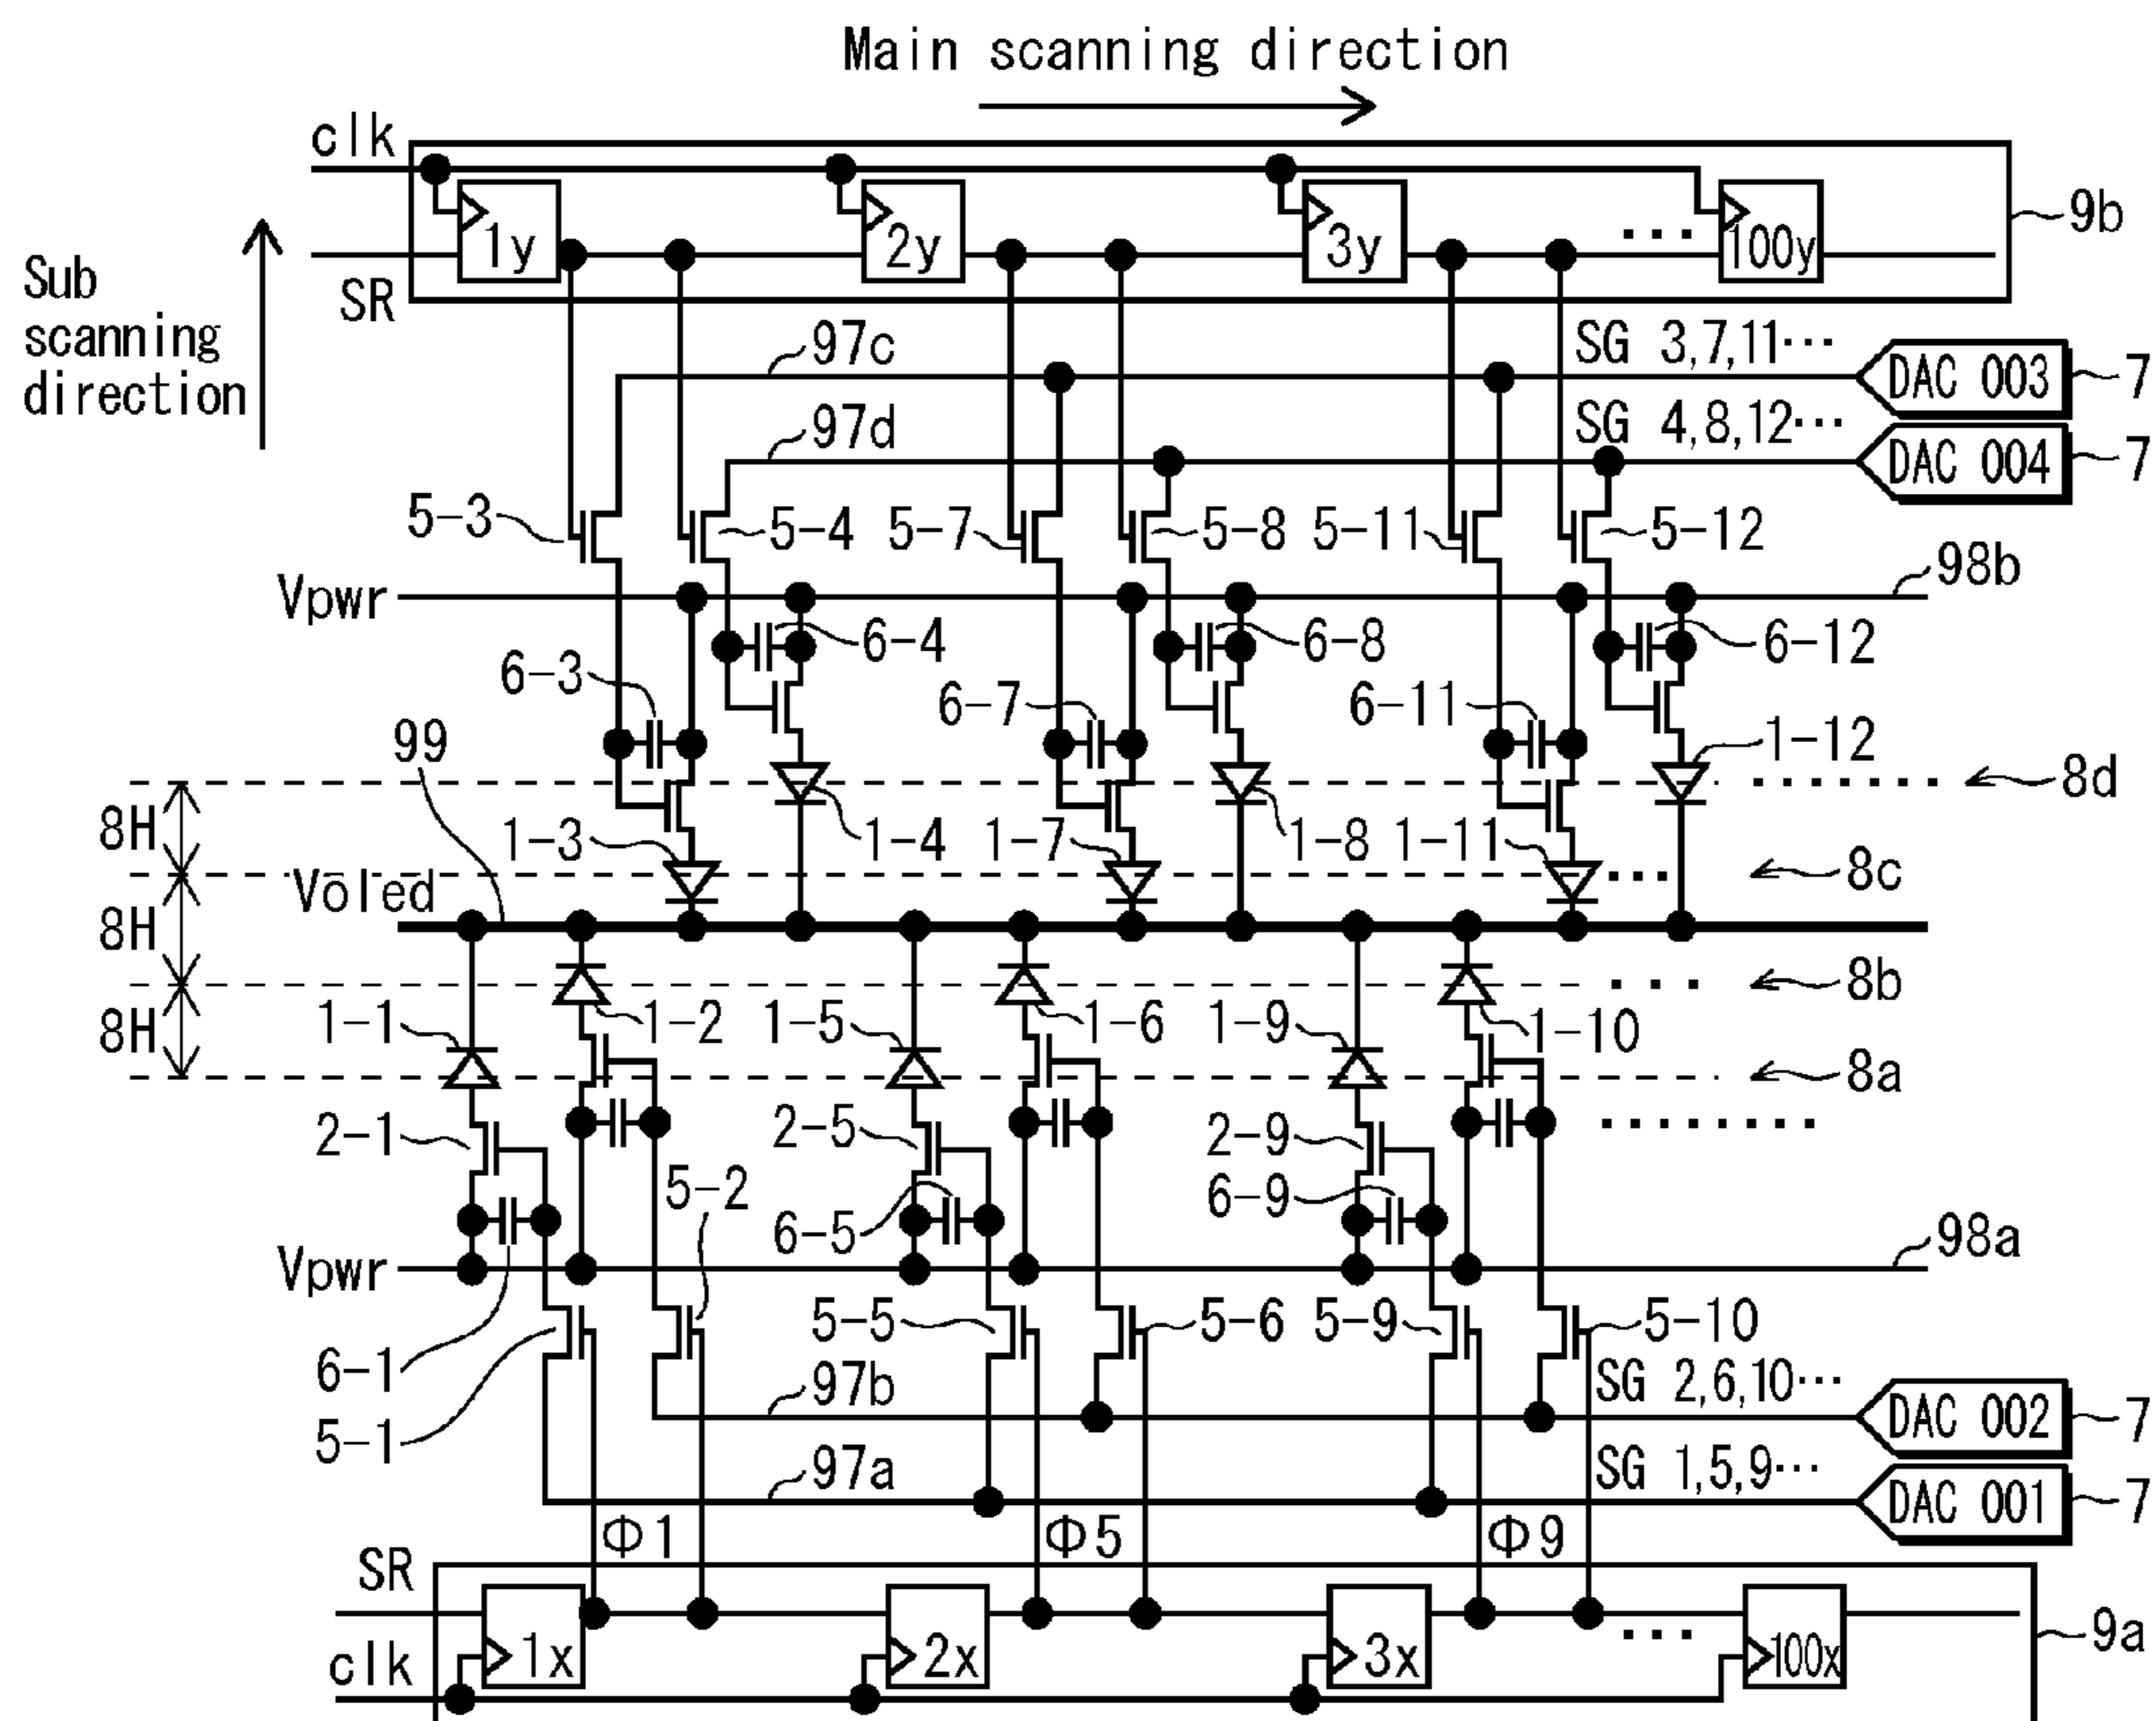 Main scanning direction
clk
1y
2y
3y
...
100y
9b
SR
Sub
scanning
direction
97c
SG 3,7,11...
DAC 003
7
97d
SG 4,8,12...
DAC 004
7
5-3
5-4
5-7
5-8
5-11
5-12
98b
Vpwr
6-4
6-8
6-12
6-3
6-7
6-11
99
1-12
8d
8H
1-3
1-4
1-7
1-8
1-11
...
8c
Voled
8H
8b
1-1
1-2
1-5
1-6
1-9
1-10
8H
8a
2-1
2-5
2-9
5-2
6-5
6-9
98a
Vpwr
6-1
5-5
5-6
5-9
5-10
5-1
97b
SG 2,6,10...
DAC 002
7
97a
SG 1,5,9...
DAC 001
7
Φ1
Φ5
Φ9
SR
1x
2x
3x
...
100x
9a
clk